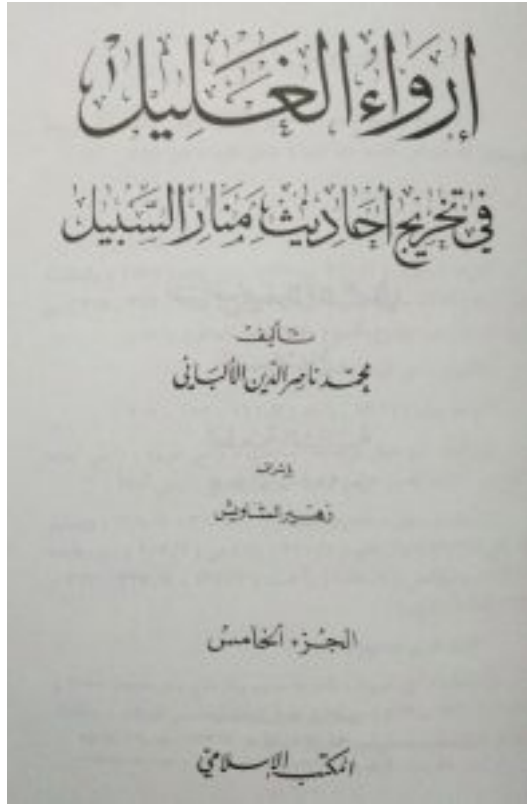 إرواء الغليل
في تخريج أحاديث منار السبيل
تأليف
محمد ناصر الدين الألباني
بإشراف
زهير الشاويش
الجزء الخامس
المكتب الإسلامي